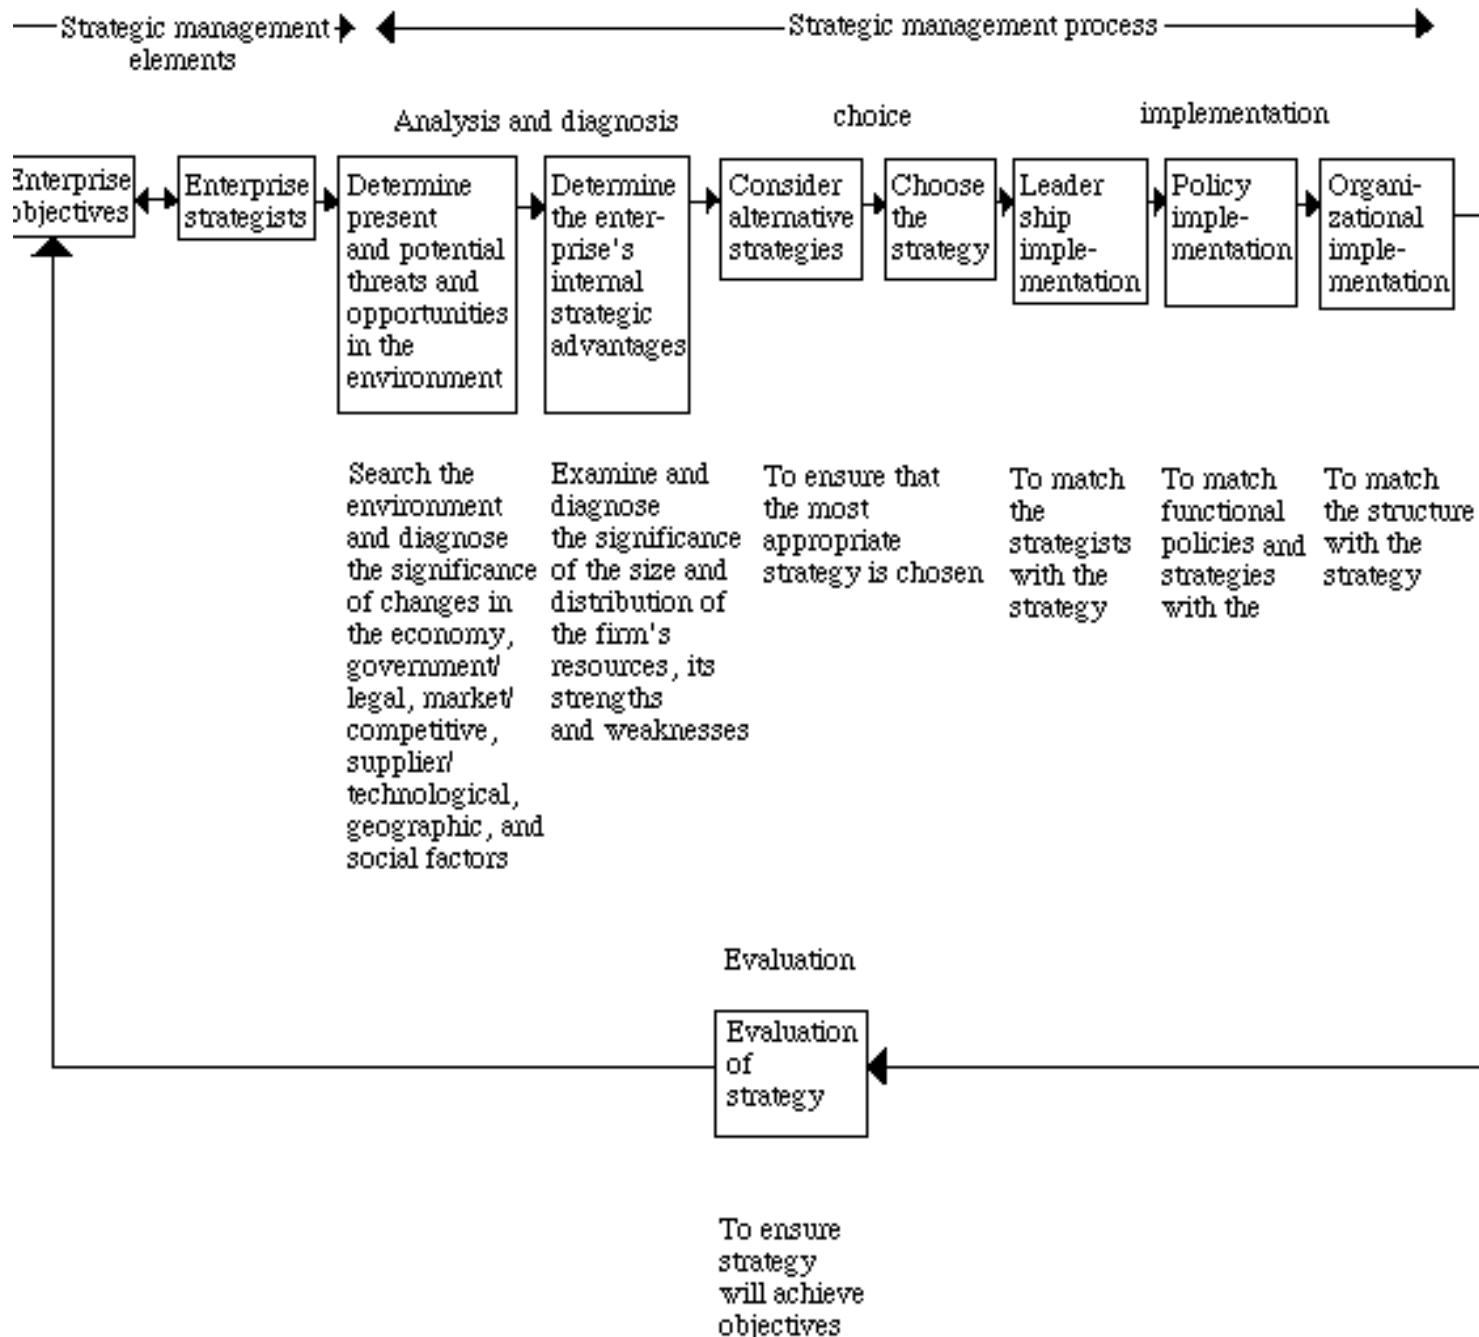 Strategic management
elements
Strategic management process
Analysis and diagnosis
choice
implementation
Enterprise
objectives
Enterprise
strategists
Determine
present
and potential
threats and
opportunities
in the
environment
Determine
the enter-
prise's
internal
strategic
advantages
Consider
alternative
strategies
Choose
the
strategy
Leader
ship
imple-
mentation
Policy
imple-
mentation
Organi-
zational
imple-
mentation
Search the
environment
and diagnose
the significance
of changes in
the economy,
government/
legal, market/
competitive,
supplier/
technological,
geographic, and
social factors
Examine and
diagnose
the significance
of the size and
distribution of
the firm's
resources, its
strengths
and weaknesses
To ensure that
the most
appropriate
strategy is chosen
To match
the
strategists
with the
strategy
To match
functional
policies and
strategies
with the
To match
the structure
with the
strategy
Evaluation
Evaluation
of
strategy
To ensure
strategy
will achieve
objectives